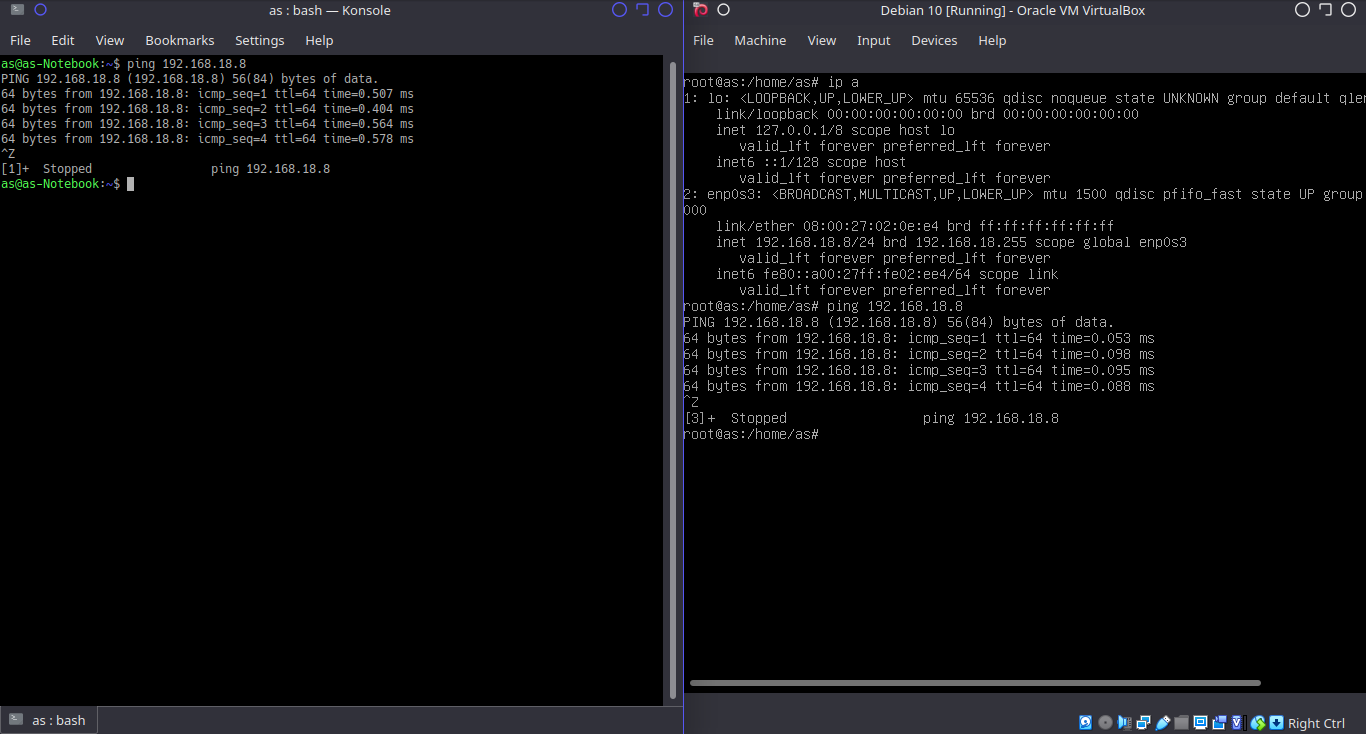 as : bash — Konsole
File Edit View Bookmarks Settings Help
as@as-Notebook:~$ ping 192.168.18.8
PING 192.168.18.8 (192.168.18.8) 56(84) bytes of data.
64 bytes from 192.168.18.8: icmp_seq=1 ttl=64 time=0.507 ms
64 bytes from 192.168.18.8: icmp_seq=2 ttl=64 time=0.404 ms
64 bytes from 192.168.18.8: icmp_seq=3 ttl=64 time=0.564 ms
64 bytes from 192.168.18.8: icmp_seq=4 ttl=64 time=0.578 ms
^Z
[1]+  Stopped                 ping 192.168.18.8
as@as-Notebook:~$
as : bash
Debian 10 [Running] - Oracle VM VirtualBox
File Machine View Input Devices Help
root@as:/home/as# ip a
1: lo: <LOOPBACK,UP,LOWER_UP> mtu 65536 qdisc noqueue state UNKNOWN group default qlen
    link/loopback 00:00:00:00:00:00 brd 00:00:00:00:00:00
    inet 127.0.0.1/8 scope host lo
       valid_lft forever preferred_lft forever
    inet6 ::1/128 scope host
       valid_lft forever preferred_lft forever
2: enp0s3: <BROADCAST,MULTICAST,UP,LOWER_UP> mtu 1500 qdisc pfifo_fast state UP group
000
    link/ether 08:00:27:02:0e:e4 brd ff:ff:ff:ff:ff:ff
    inet 192.168.18.8/24 brd 192.168.18.255 scope global enp0s3
       valid_lft forever preferred_lft forever
    inet6 fe80::a00:27ff:fe02:ee4/64 scope link
       valid_lft forever preferred_lft forever
root@as:/home/as# ping 192.168.18.8
PING 192.168.18.8 (192.168.18.8) 56(84) bytes of data.
64 bytes from 192.168.18.8: icmp_seq=1 ttl=64 time=0.053 ms
64 bytes from 192.168.18.8: icmp_seq=2 ttl=64 time=0.098 ms
64 bytes from 192.168.18.8: icmp_seq=3 ttl=64 time=0.095 ms
64 bytes from 192.168.18.8: icmp_seq=4 ttl=64 time=0.088 ms
^Z
[3]+  Stopped                 ping 192.168.18.8
root@as:/home/as#
Right Ctrl